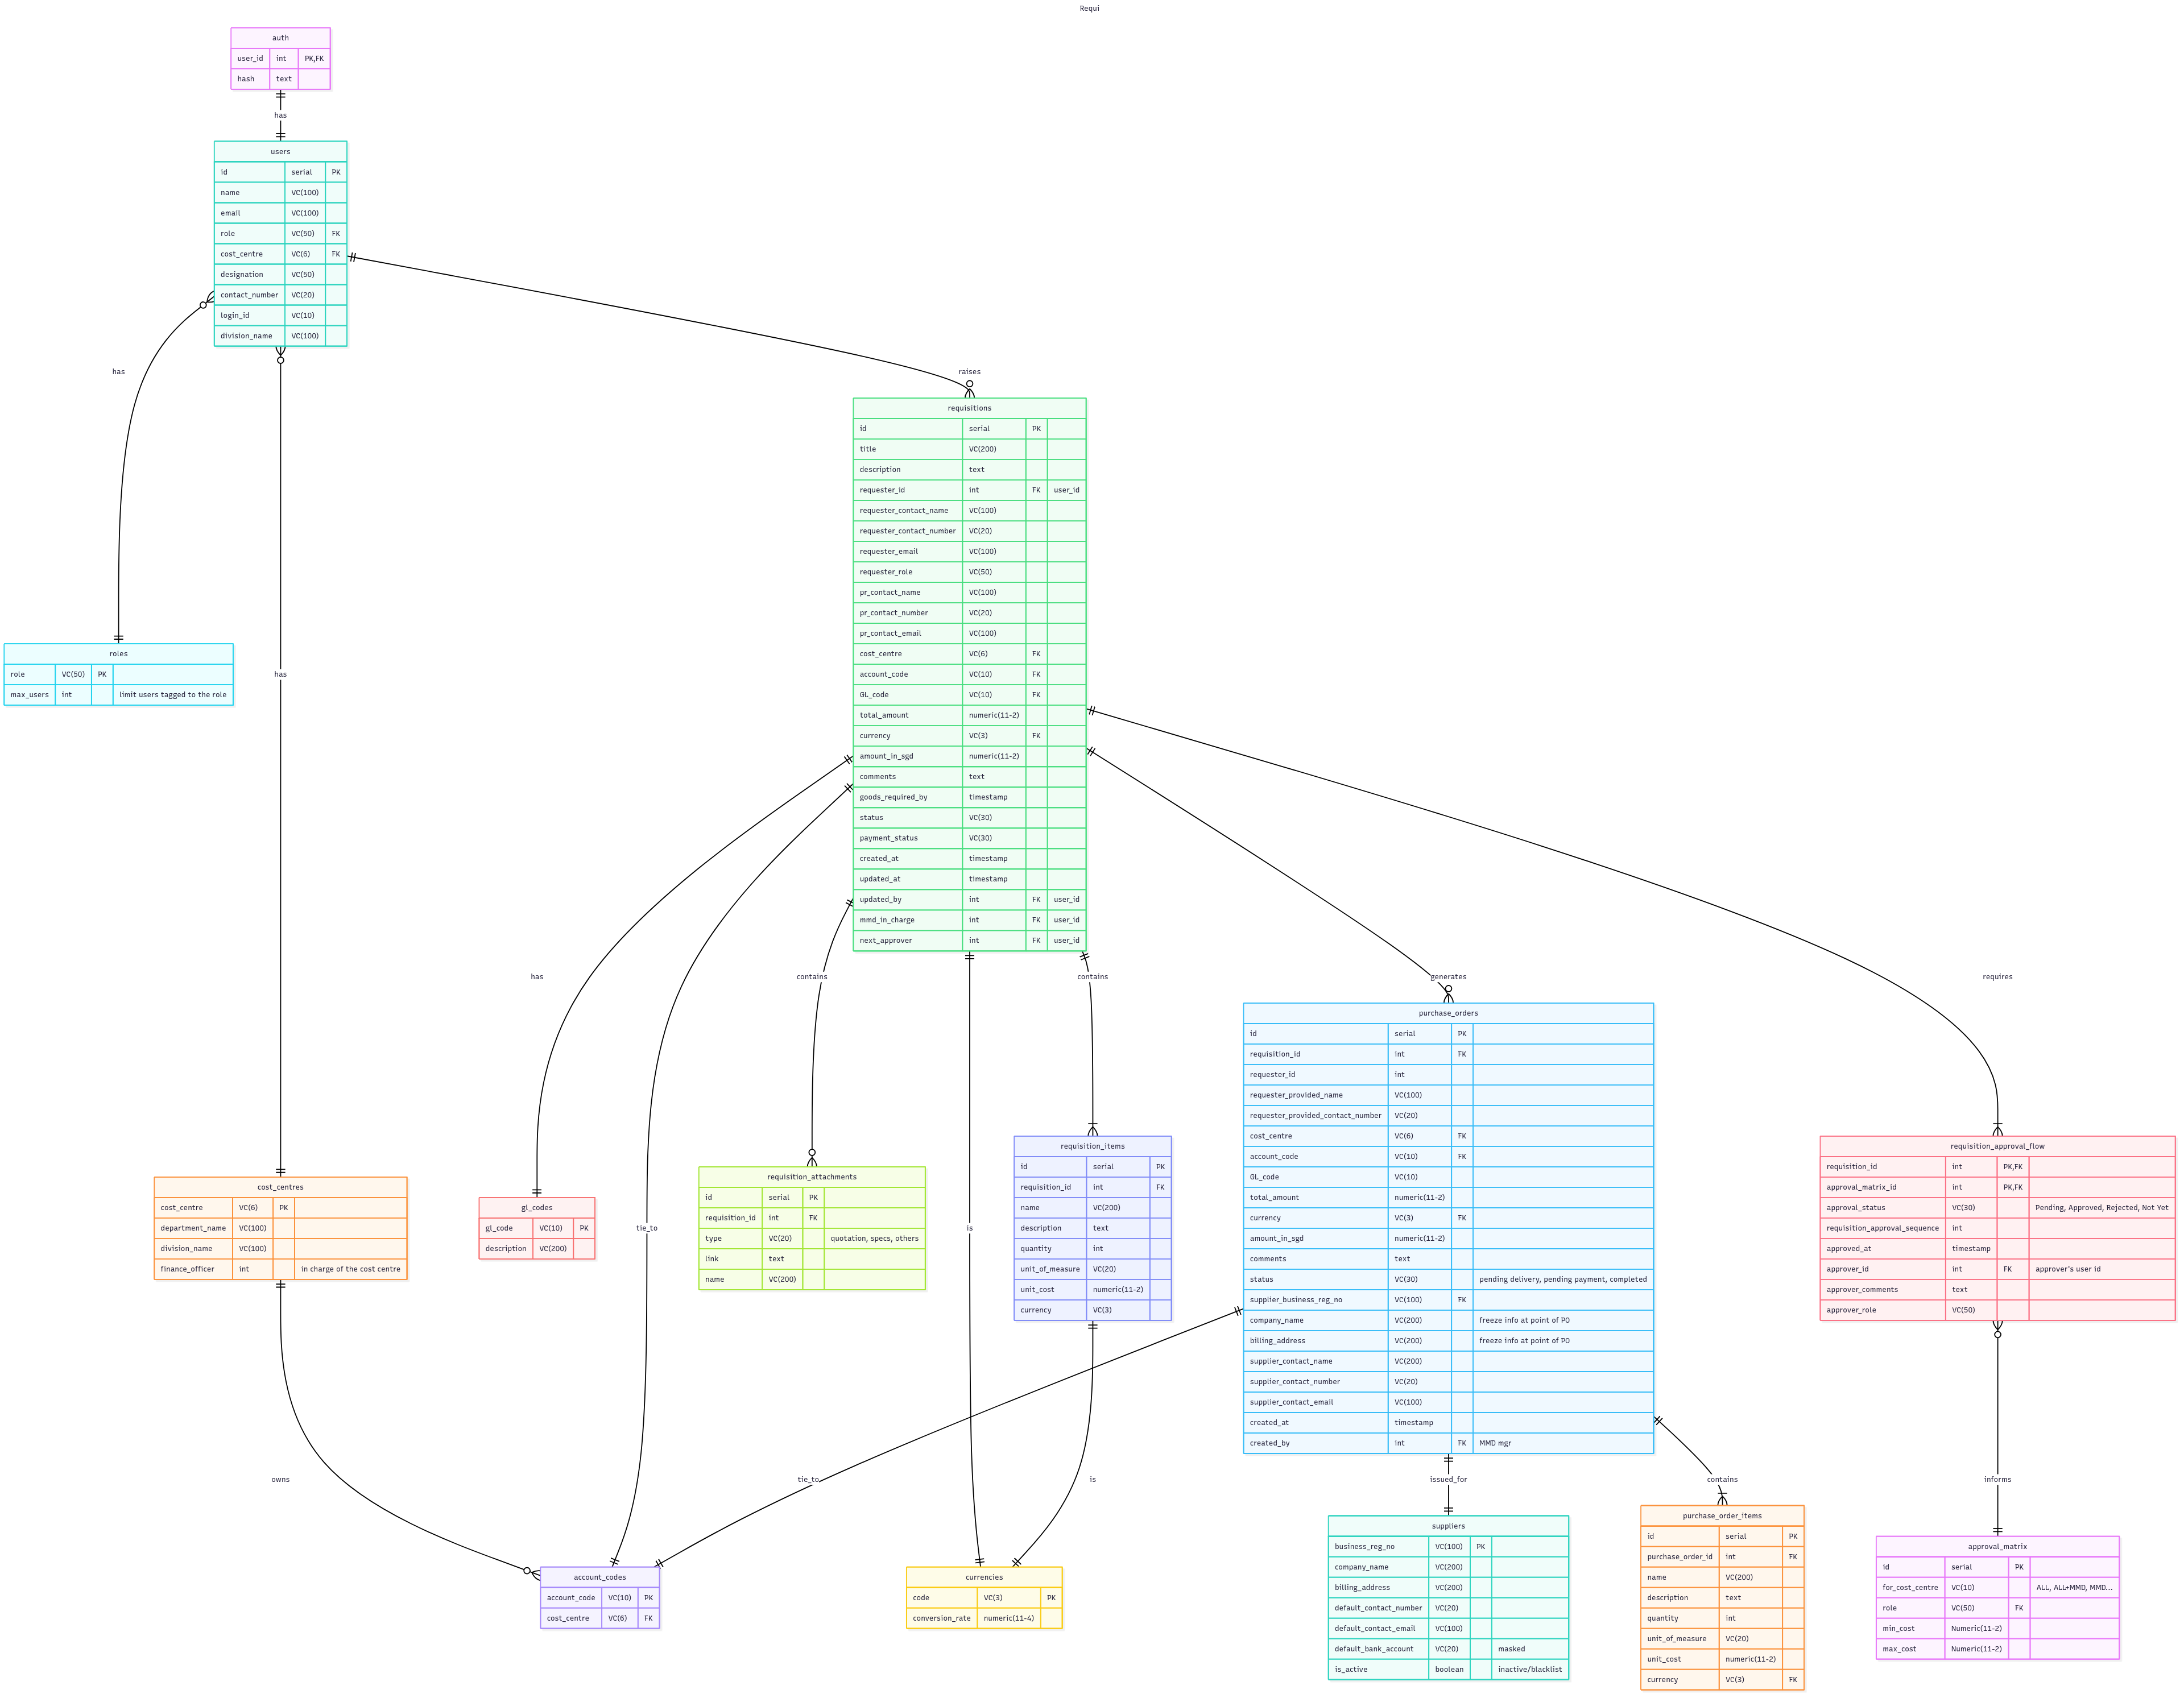 Requi
auth
user_id int PK,FK
hash text
has
users
id serial PK
name VC(100)
email VC(100)
role VC(50) FK
cost_centre VC(6) FK
designation VC(50)
contact_number VC(20)
login_id VC(10)
division_name VC(100)
has
raises
requisitions
id serial PK
title VC(200)
description text
requester_id int FK user_id
requester_contact_name VC(100)
requester_contact_number VC(20)
requester_email VC(100)
requester_role VC(50)
pr_contact_name VC(100)
pr_contact_number VC(20)
pr_contact_email VC(100)
cost_centre VC(6) FK
account_code VC(10) FK
GL_code VC(10) FK
total_amount numeric(11-2)
currency VC(3) FK
amount_in_sgd numeric(11-2)
comments text
goods_required_by timestamp
status VC(30)
payment_status VC(30)
created_at timestamp
updated_at timestamp
updated_by int FK user_id
mmd_in_charge int FK user_id
next_approver int FK user_id
roles
role VC(50) PK
max_users int limit users tagged to the role
has
has
contains
contains
generates
requires
purchase_orders
id serial PK
requisition_id int FK
requester_id int
requester_provided_name VC(100)
requester_provided_contact_number VC(20)
cost_centre VC(6) FK
account_code VC(10) FK
GL_code VC(10)
total_amount numeric(11-2)
currency VC(3) FK
amount_in_sgd numeric(11-2)
comments text
status VC(30) pending delivery, pending payment, completed
supplier_business_reg_no VC(100) FK
company_name VC(200) freeze info at point of PO
billing_address VC(200) freeze info at point of PO
supplier_contact_name VC(200)
supplier_contact_number VC(20)
supplier_contact_email VC(100)
created_at timestamp
created_by int FK MMD mgr
cost_centres
cost_centre VC(6) PK
department_name VC(100)
division_name VC(100)
finance_officer int in charge of the cost centre
gl_codes
gl_code VC(10) PK
description VC(200)
tie_to
requisition_attachments
id serial PK
requisition_id int FK
type VC(20) quotation, specs, others
link text
name VC(200)
is
requisition_items
id serial PK
requisition_id int FK
name VC(200)
description text
quantity int
unit_of_measure VC(20)
unit_cost numeric(11-2)
currency VC(3)
requisition_approval_flow
requisition_id int PK,FK
approval_matrix_id int PK,FK
approval_status VC(30) Pending, Approved, Rejected, Not Yet
requisition_approval_sequence int
approved_at timestamp
approver_id int FK approver's user id
approver_comments text
approver_role VC(50)
owns
tie_to
is
issued_for
contains
informs
account_codes
account_code VC(10) PK
cost_centre VC(6) FK
currencies
code VC(3) PK
conversion_rate numeric(11-4)
suppliers
business_reg_no VC(100) PK
company_name VC(200)
billing_address VC(200)
default_contact_number VC(20)
default_contact_email VC(100)
default_bank_account VC(20) masked
is_active boolean inactive/blacklist
purchase_order_items
id serial PK
purchase_order_id int FK
name VC(200)
description text
quantity int
unit_of_measure VC(20)
unit_cost numeric(11-2)
currency VC(3) FK
approval_matrix
id serial PK
for_cost_centre VC(10) ALL, ALL+MMD, MMD...
role VC(50) FK
min_cost Numeric(11-2)
max_cost Numeric(11-2)